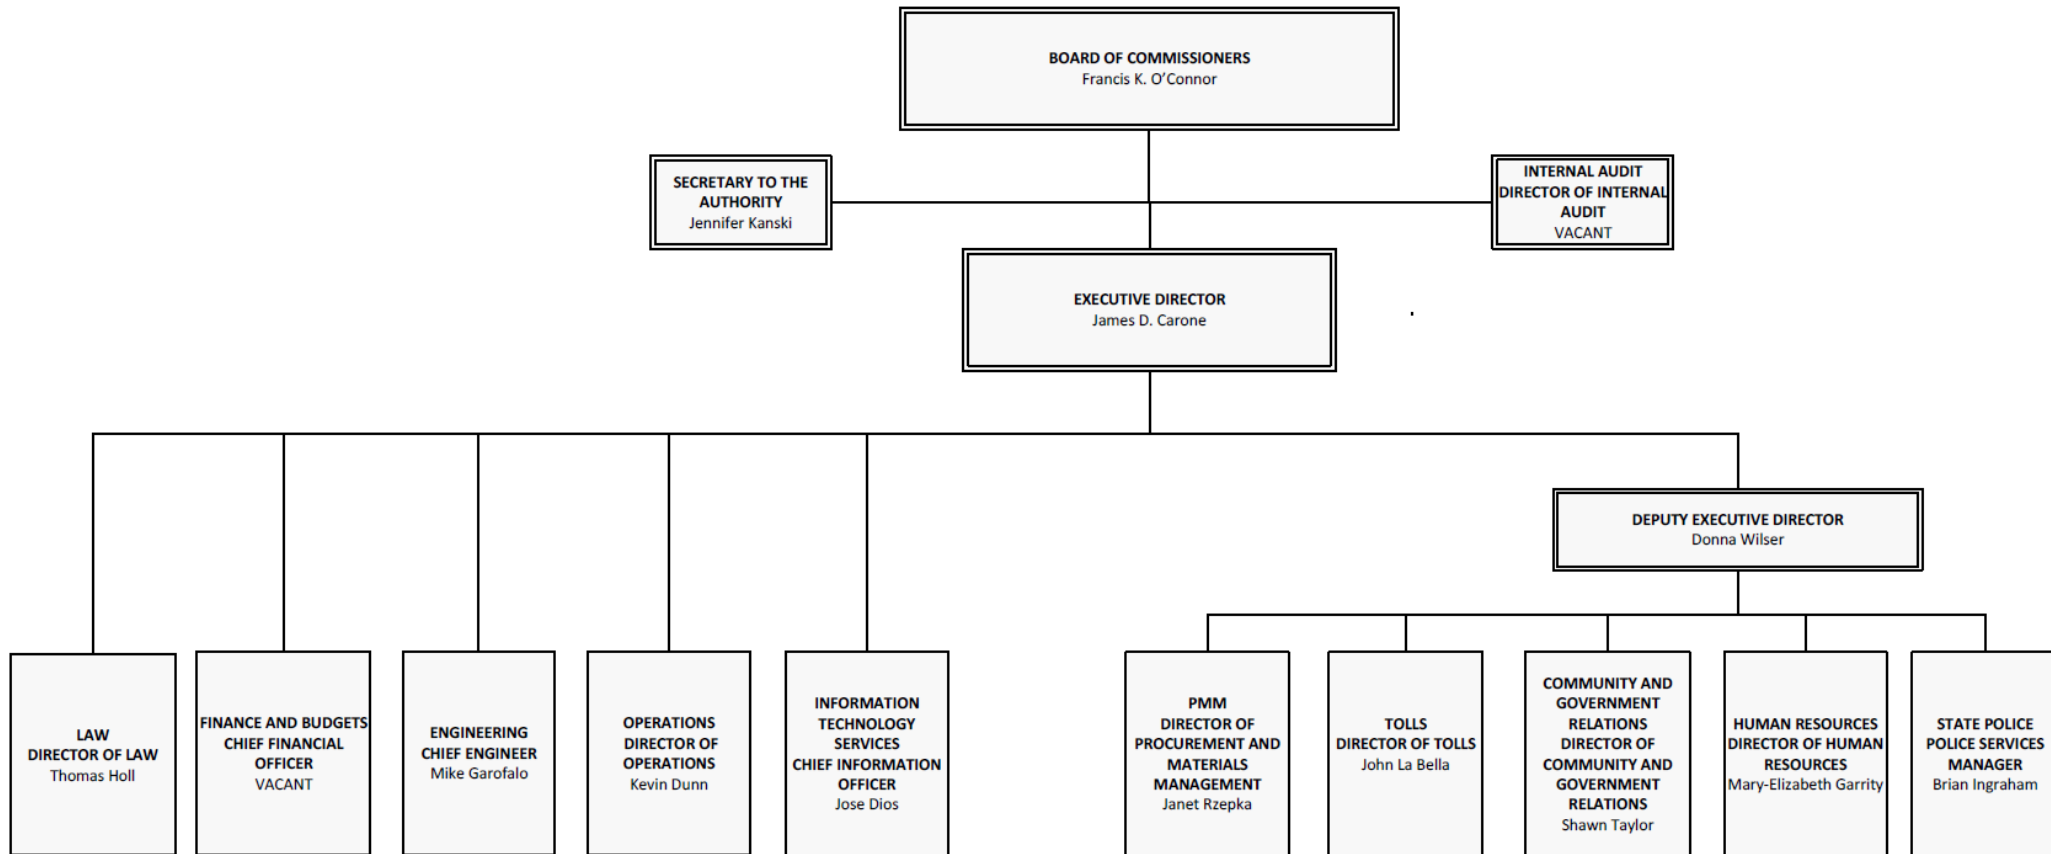 BOARD OF COMMISSIONERS
Francis K. O’Connor
SECRETARY TO THE
AUTHORITY
Jennifer Kanski
INTERNAL AUDIT
DIRECTOR OF INTERNAL
AUDIT
VACANT
EXECUTIVE DIRECTOR
James D. Carone
DEPUTY EXECUTIVE DIRECTOR
Donna Wilser
LAW
DIRECTOR OF LAW
Thomas Holl
FINANCE AND BUDGETS
CHIEF FINANCIAL
OFFICER
VACANT
ENGINEERING
CHIEF ENGINEER
Mike Garofalo
OPERATIONS
DIRECTOR OF
OPERATIONS
Kevin Dunn
INFORMATION
TECHNOLOGY
SERVICES
CHIEF INFORMATION
OFFICER
Jose Dios
PMM
DIRECTOR OF
PROCUREMENT AND
MATERIALS
MANAGEMENT
Janet Rzepka
TOLLS
DIRECTOR OF TOLLS
John La Bella
COMMUNITY AND
GOVERNMENT
RELATIONS
DIRECTOR OF
COMMUNITY AND
GOVERNMENT
RELATIONS
Shawn Taylor
HUMAN RESOURCES
DIRECTOR OF HUMAN
RESOURCES
Mary-Elizabeth Garrity
STATE POLICE
POLICE SERVICES
MANAGER
Brian Ingraham